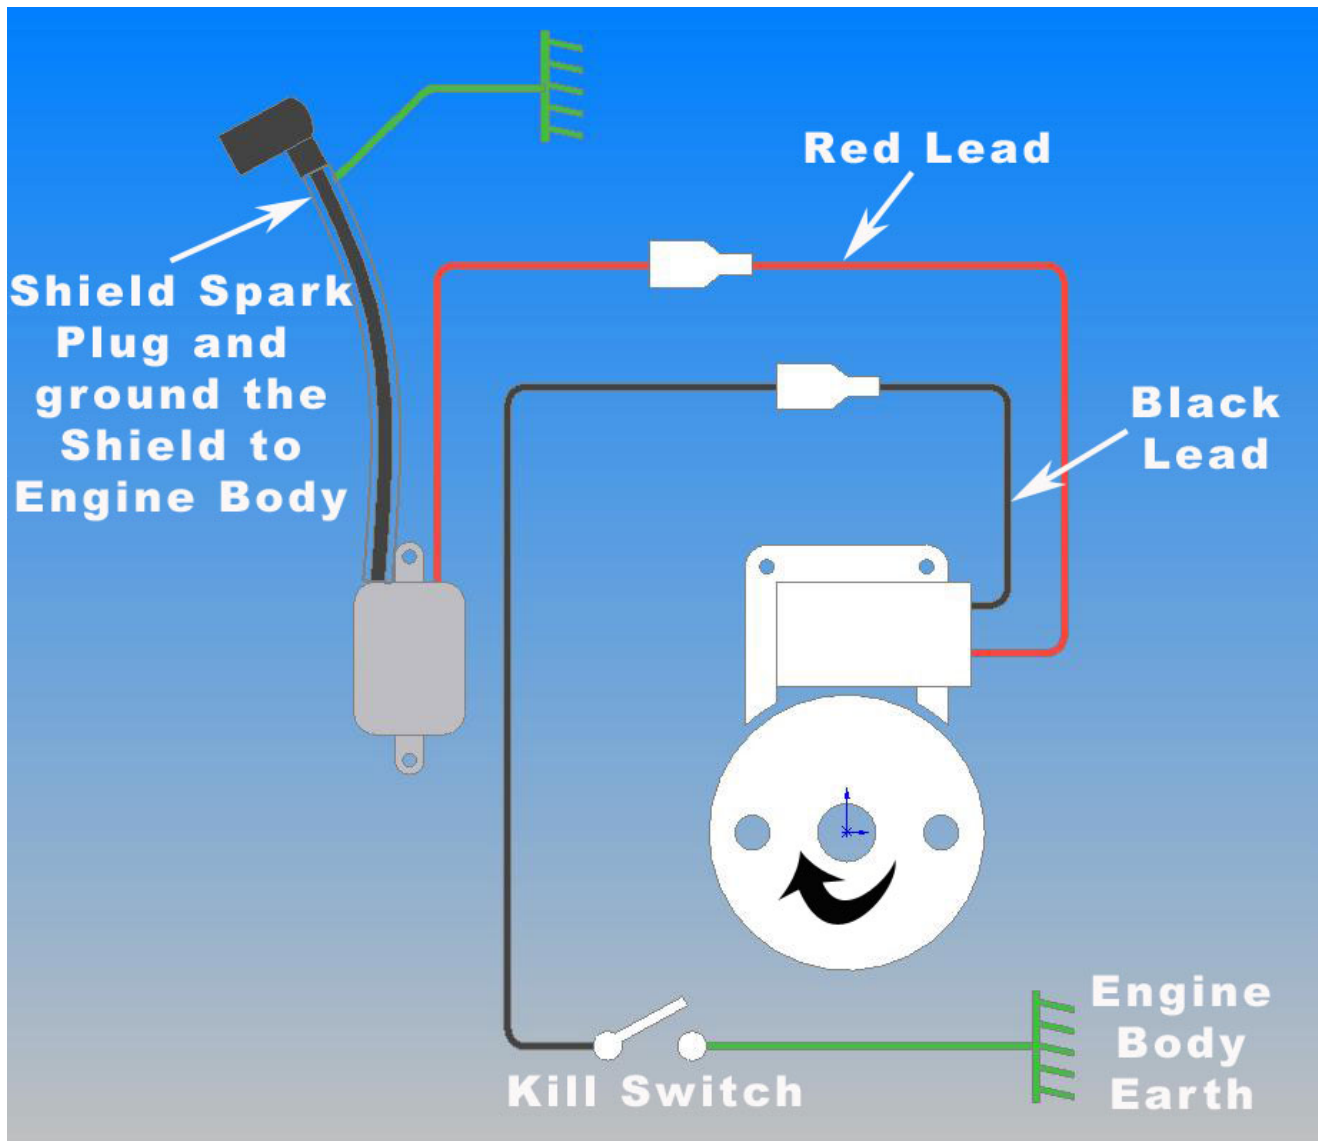 Red Lead
Shield Spark
Plug and
ground the
Shield to
Engine Body
Black
Lead
Engine
Body
Earth
Kill Switch